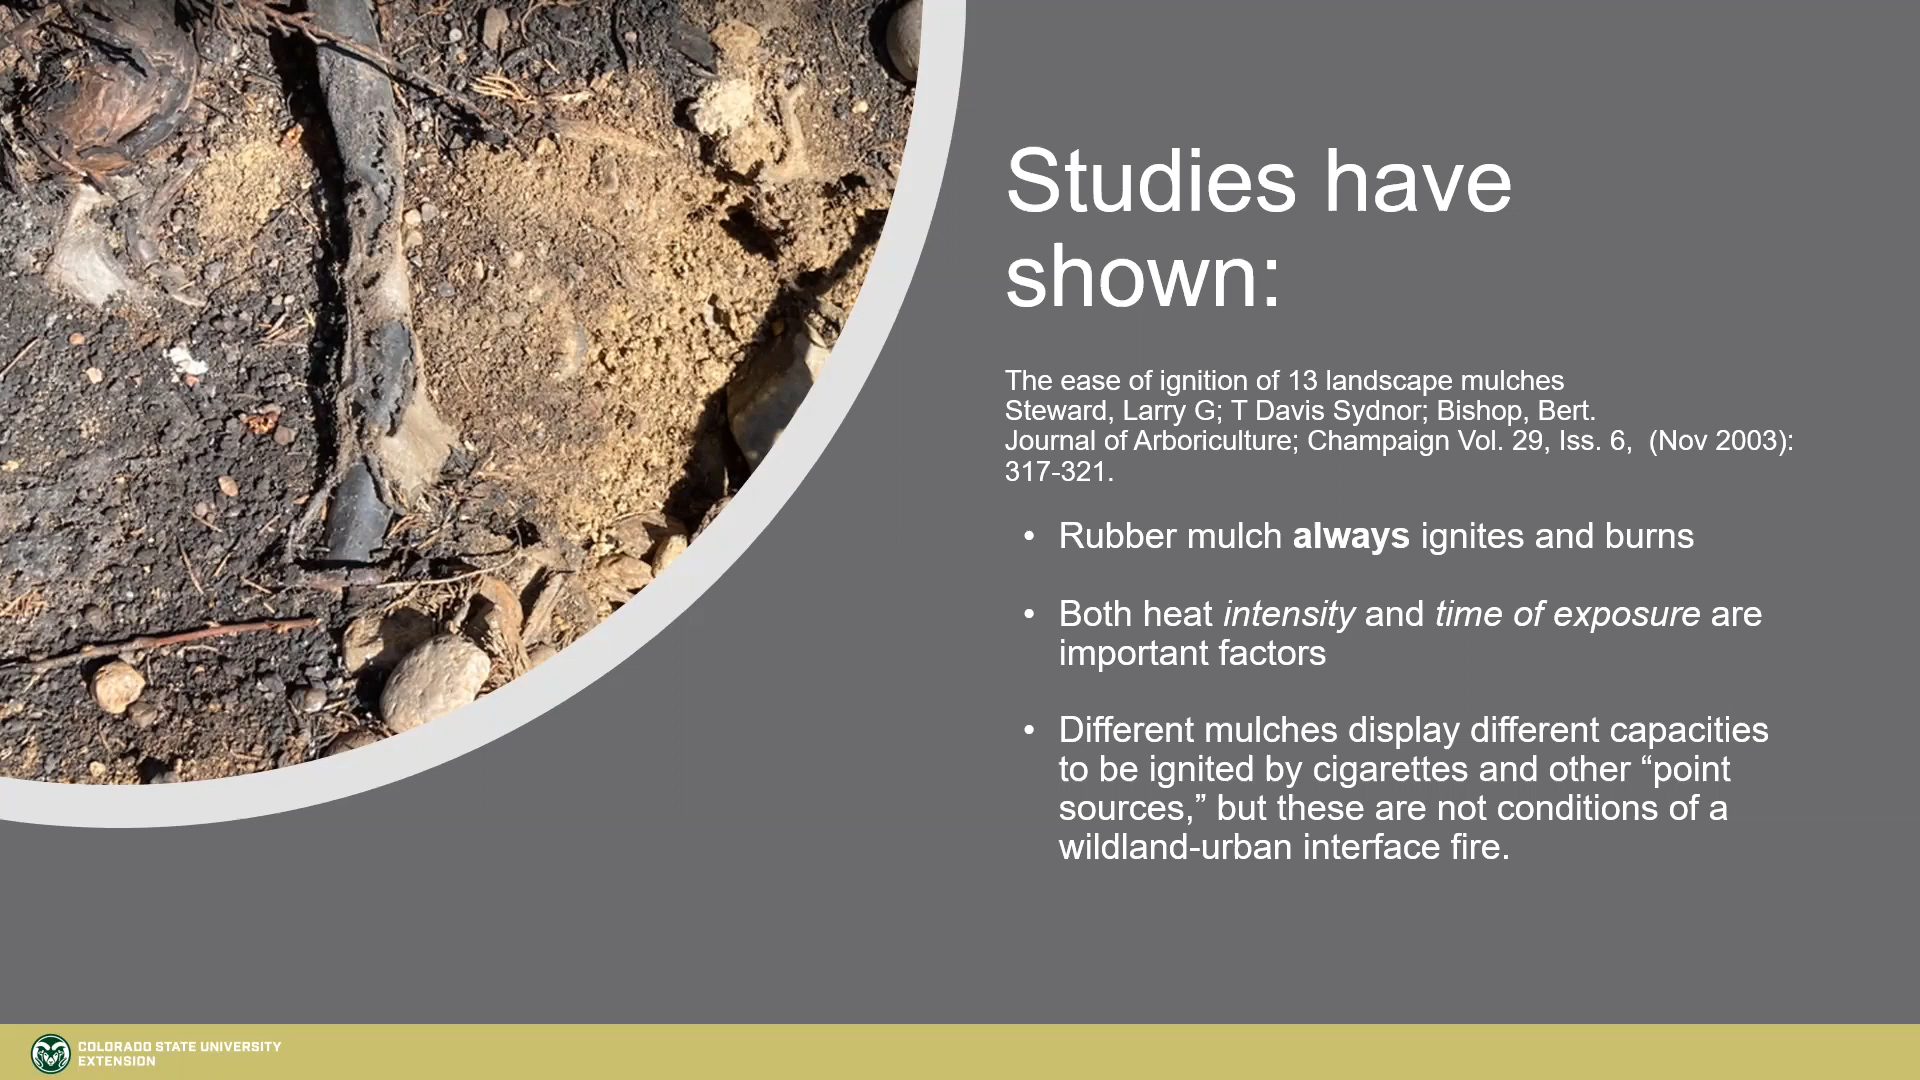 Studies have
shown:
The ease of ignition of 13 landscape mulches
Steward, Larry G; T Davis Sydnor; Bishop, Bert.
Journal of Arboriculture; Champaign Vol. 29, Iss. 6,  (Nov 2003):
317-321.
• Rubber mulch always ignites and burns
• Both heat intensity and time of exposure are
important factors
• Different mulches display different capacities
to be ignited by cigarettes and other “point
sources,” but these are not conditions of a
wildland-urban interface fire.
COLORADO STATE UNIVERSITY
EXTENSION